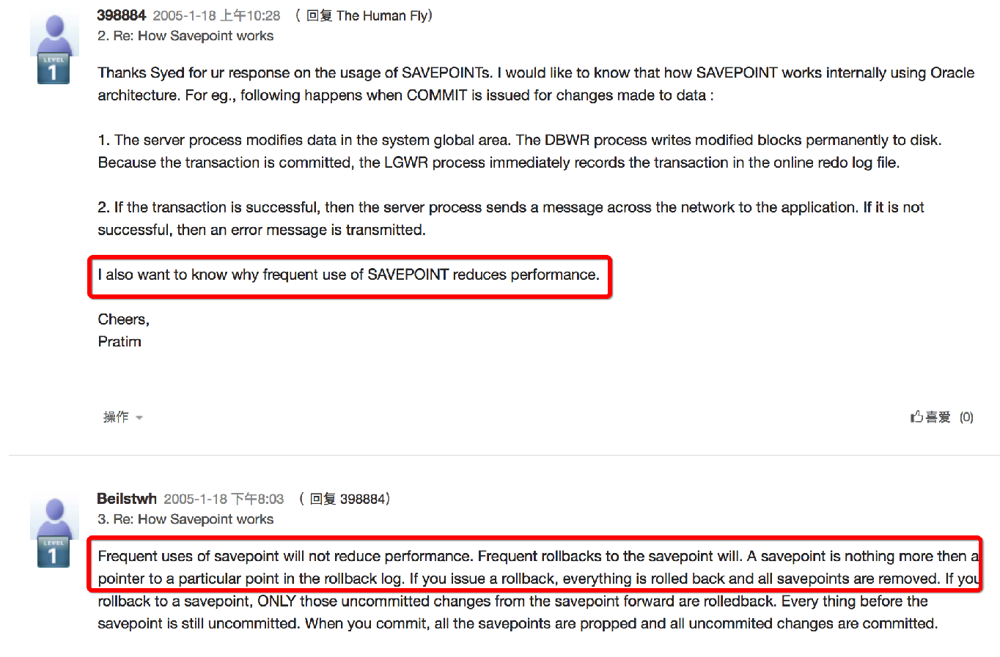 398884 2005-1-18 上午10:28 ( 回复 The Human Fly)
2. Re: How Savepoint works
LEVEL
1
Thanks Syed for ur response on the usage of SAVEPOINTs. I would like to know that how SAVEPOINT works internally using Oracle
architecture. For eg., following happens when COMMIT is issued for changes made to data :
1. The server process modifies data in the system global area. The DBWR process writes modified blocks permanently to disk.
Because the transaction is committed, the LGWR process immediately records the transaction in the online redo log file.
2. If the transaction is successful, then the server process sends a message across the network to the application. If it is not
successful, then an error message is transmitted.
I also want to know why frequent use of SAVEPOINT reduces performance.
Cheers,
Pratim
操作
喜爱 (0)
Beilstwh 2005-1-18 下午8:03 ( 回复 398884)
3. Re: How Savepoint works
LEVEL
1
Frequent uses of savepoint will not reduce performance. Frequent rollbacks to the savepoint will. A savepoint is nothing more then a
pointer to a particular point in the rollback log. If you issue a rollback, everything is rolled back and all savepoints are removed. If you
rollback to a savepoint, ONLY those uncommitted changes from the savepoint forward are rolledback. Every thing before the
savepoint is still uncommitted. When you commit, all the savepoints are propped and all uncommited changes are committed.